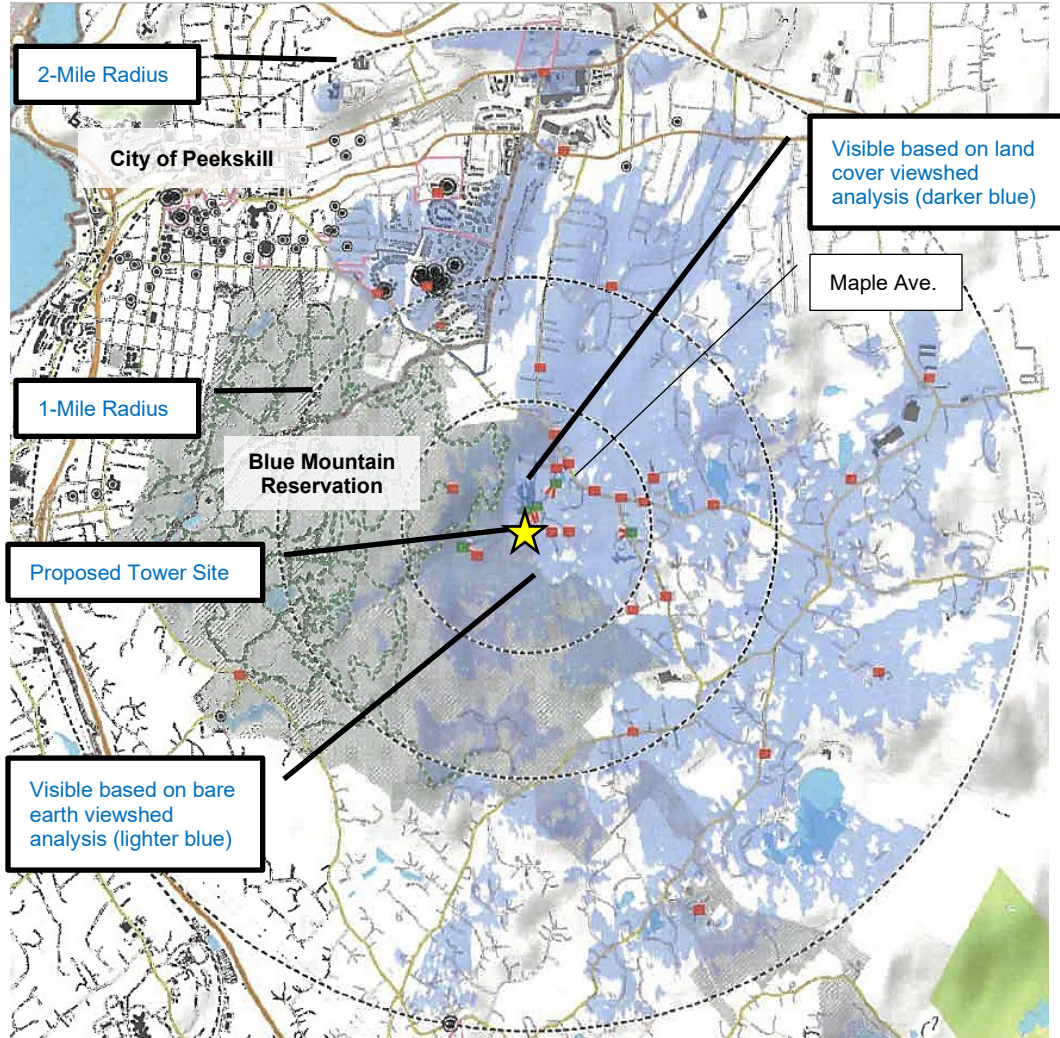 2-Mile Radius
City of Peekskill
Visible based on land
cover viewshed
analysis (darker blue)
Maple Ave.
1-Mile Radius
Blue Mountain
Reservation
Proposed Tower Site
Visible based on bare
earth viewshed
analysis (lighter blue)